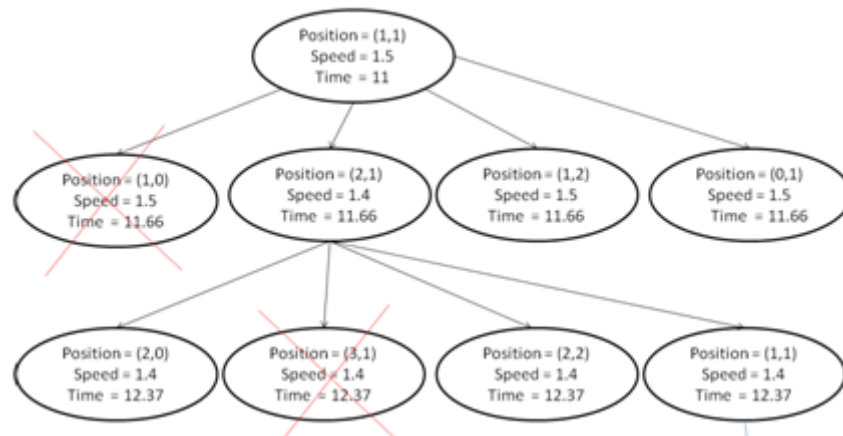 Position = (1,1)
Speed = 1.5
Time = 11
Position = (1,0)
Speed = 1.5
Time = 11.66
Position = (2,1)
Speed = 1.4
Time = 11.66
Position = (1,2)
Speed = 1.5
Time = 11.66
Position = (0,1)
Speed = 1.5
Time = 11.66
Position = (2,0)
Speed = 1.4
Time = 12.37
Position = (3,1)
Speed = 1.4
Time = 12.37
Position = (2,2)
Speed = 1.4
Time = 12.37
Position = (1,1)
Speed = 1.4
Time = 12.37